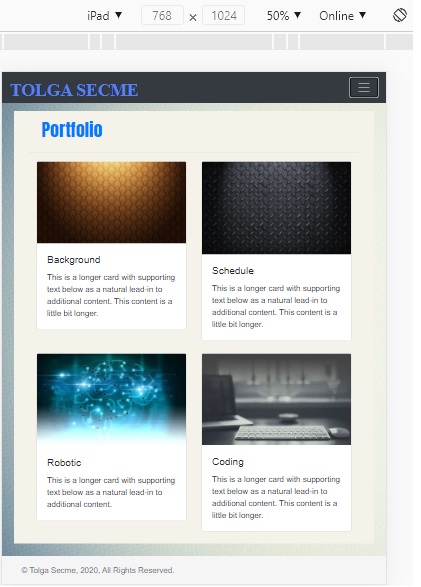 iPad ▼ 768 × 1024 50% ▼ Online ▼
TOLGA SECME
Portfolio
Background
This is a longer card with supporting
text below as a natural lead-in to
additional content. This content is a
little bit longer.
Schedule
This is a longer card with supporting
text below as a natural lead-in to
additional content. This content is a
little bit longer.
Robotic
This is a longer card with supporting
text below as a natural lead-in to
additional content.
Coding
This is a longer card with supporting
text below as a natural lead-in to
additional content. This content is a
little bit longer.
© Tolga Secme, 2020, All Rights Reserved.